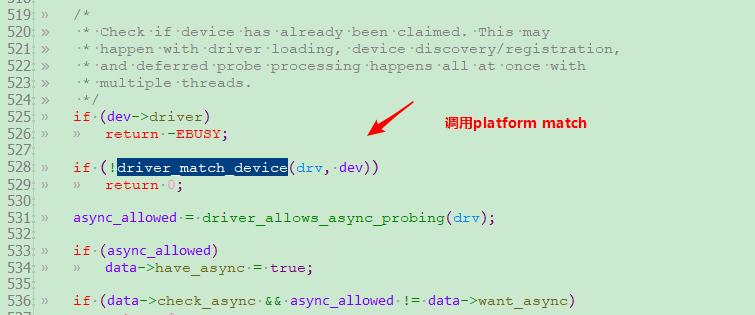 519 /*
520  * Check if device has already been claimed. This may
521  * happen with driver loading, device discovery/registration,
522  * and deferred probe processing happens all at once with
523  * multiple threads.
524  */
525 if (dev->driver)
526 return -EBUSY;
527
528 if (!driver_match_device(drv, dev))
529 return 0;
530
531 async_allowed = driver_allows_async_probing(drv);
532
533 if (async_allowed)
534 data->have_async = true;
535
536 if (data->check_async && async_allowed != data->want_async)
调用platform match